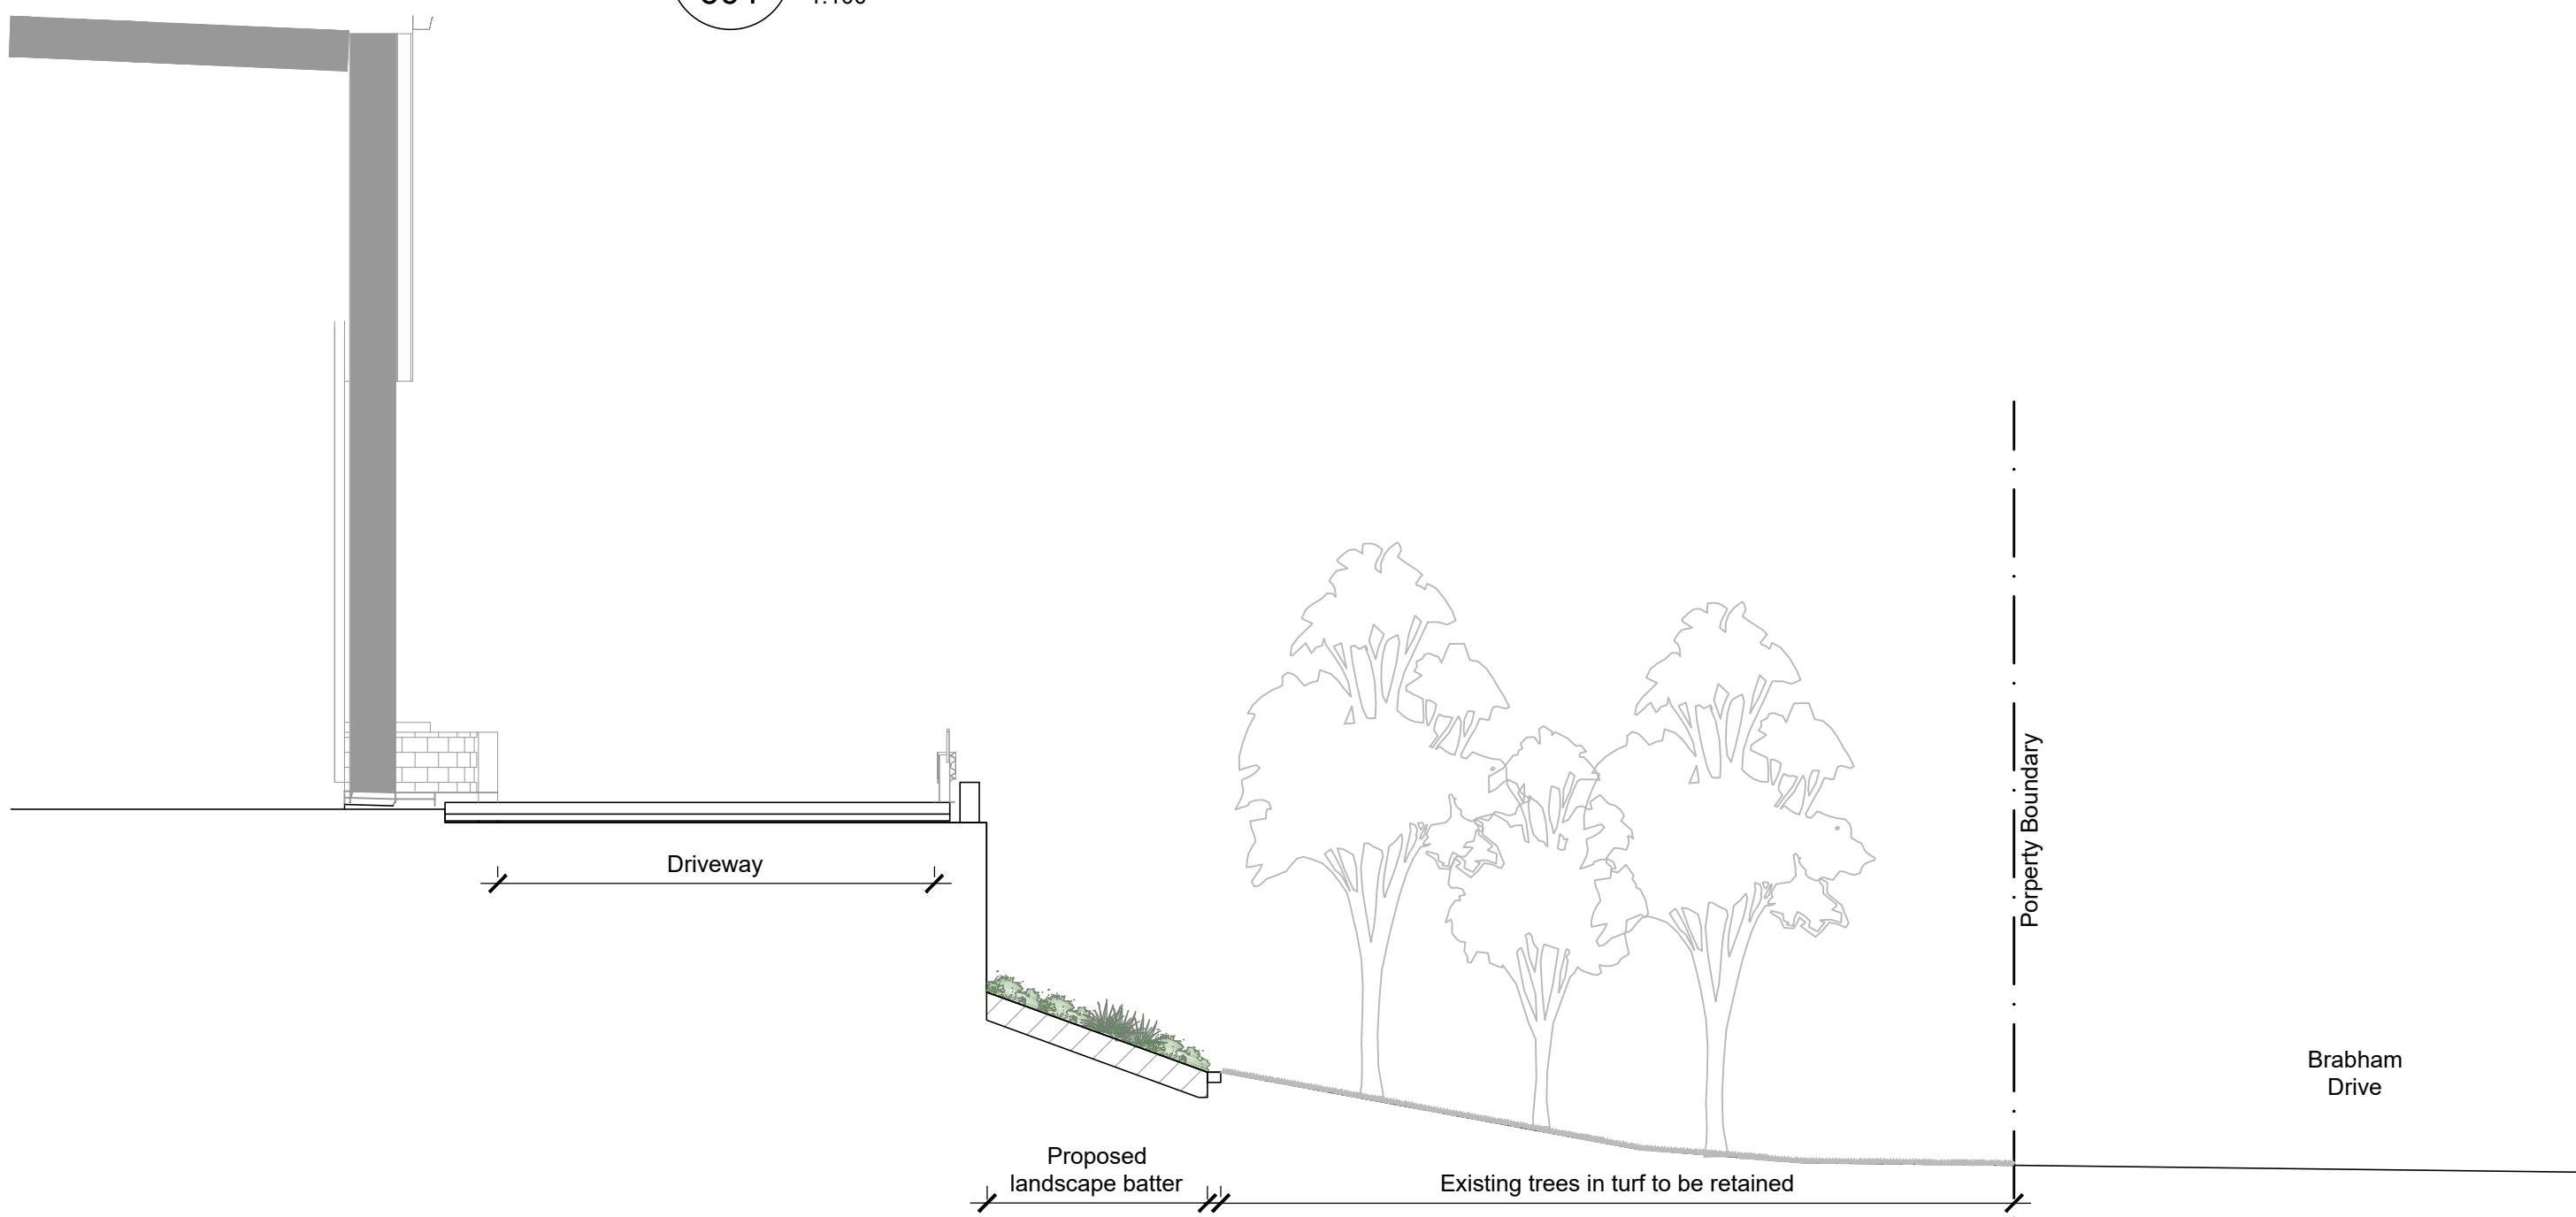 Driveway
Porperty Boundary
Brabham
Drive
Proposed
landscape batter
Existing trees in turf to be retained